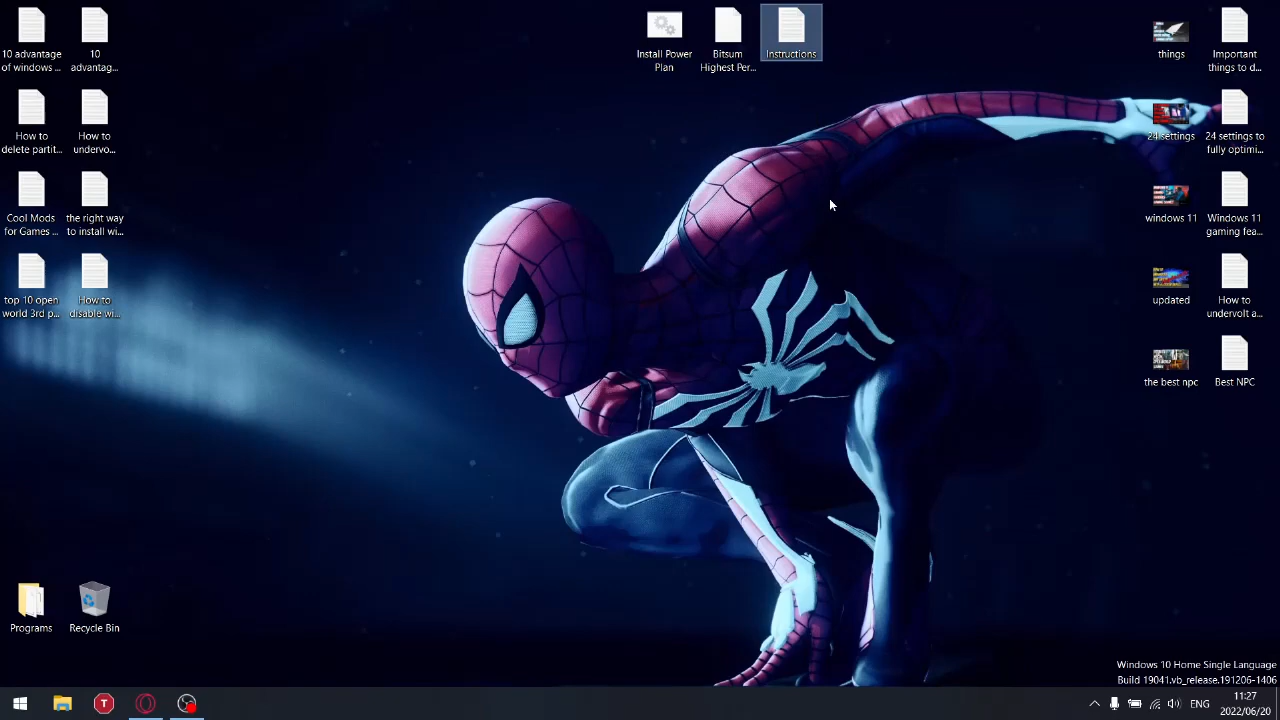 10 advantage
of windows ...
10
advantag...
Install Power
Plan
Bitsum
Highest Per...
Instructions
things
Importan
things to d...
How to
delete partit...
How to
undervo...
24 settings
24 settings to
fully optimi...
Cool Mods
for Games ...
the right way
to install wi...
windows 11
Windows 11
gaming fea...
top 10 open
world 3rd p...
How to
disable wi...
updated
How to
undervolt a...
the best npc
Best NPC
Programs
Recycle Bin
Windows 10 Home Single Language
Build 19041.vb_release.191206-1406
T
ENG
11:27
2022/06/20